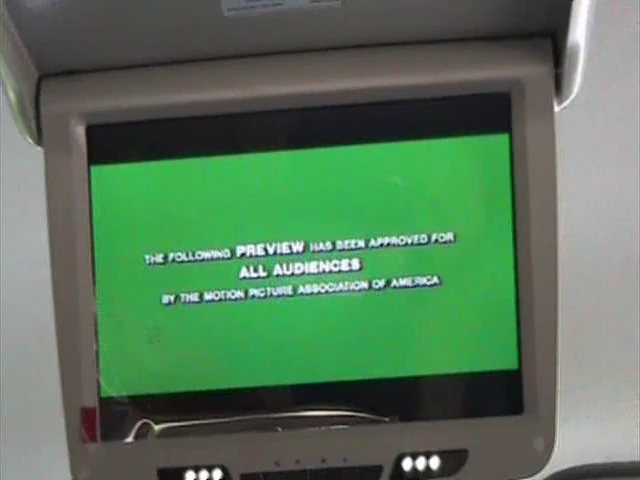 THE FOLLOWING PREVIEW HAS BEEN APPROVED FOR
ALL AUDIENCES
BY THE MOTION PICTURE ASSOCIATION OF AMERICA